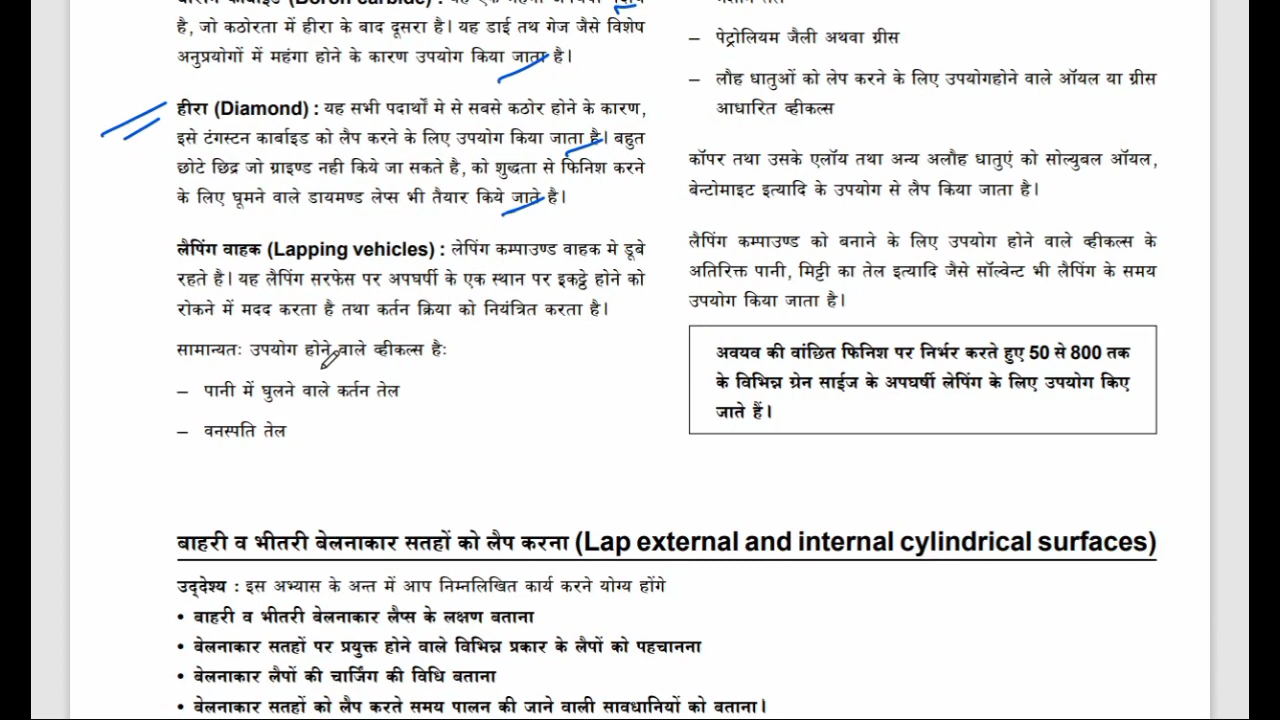 है, जो कठोरता में हीरा के बाद दूसरा है। यह डाई तथ गेज जैसे विशेष
अनुप्रयोगों में महंगा होने के कारण उपयोग किया जाता है।
हीरा (Diamond) : यह सभी पदार्थों मे से सबसे कठोर होने के कारण,
इसे टंगस्टन कार्बाइड को लैप करने के लिए उपयोग किया जाता है। बहुत
छोटे छिद्र जो ग्राइण्ड नही किये जा सकते है, को शुद्धता से फिनिश करने
के लिए घूमने वाले डायमण्ड लेप्स भी तैयार किये जाते है।
लैपिंग वाहक (Lapping vehicles) : लेपिंग कम्पाउण्ड वाहक मे डूबे
रहते है। यह लैपिंग सरफेस पर अपघर्षी के एक स्थान पर इकट्ठे होने को
रोकने में मदद करता है तथा कर्तन क्रिया को नियंत्रित करता है।
सामान्यतः उपयोग होने वाले व्हीकल्स हैः
– पानी में घुलने वाले कर्तन तेल
– वनस्पति तेल
– पेट्रोलियम जैली अथवा ग्रीस
– लौह धातुओं को लेप करने के लिए उपयोगहोने वाले ऑयल या ग्रीस
आधारित व्हीकल्स
कॉपर तथा उसके एलॉय तथा अन्य अलौह धातुएं को सोल्युबल ऑयल,
बेन्टोमाइट इत्यादि के उपयोग से लैप किया जाता है।
लैपिंग कम्पाउण्ड को बनाने के लिए उपयोग होने वाले व्हीकल्स के
अतिरिक्त पानी, मिट्टी का तेल इत्यादि जैसे सॉल्वेन्ट भी लैपिंग के समय
उपयोग किया जाता है।
अवयव की वांछित फिनिश पर निर्भर करते हुए 50 से 800 तक
के विभिन्न ग्रेन साईज के अपघर्षी लेपिंग के लिए उपयोग किए
जाते हैं।
बाहरी व भीतरी बेलनाकार सतहों को लैप करना (Lap external and internal cylindrical surfaces)
उद्देश्य : इस अभ्यास के अन्त में आप निम्नलिखित कार्य करने योग्य होंगे
• बाहरी व भीतरी बेलनाकार लैप्स के लक्षण बताना
• बेलनाकार सतहों पर प्रयुक्त होने वाले विभिन्न प्रकार के लैपों को पहचानना
• बेलनाकार लैपों की चार्जिंग की विधि बताना
• बेलनाकार सतहों को लैप करते समय पालन की जाने वाली सावधानियों को बताना।